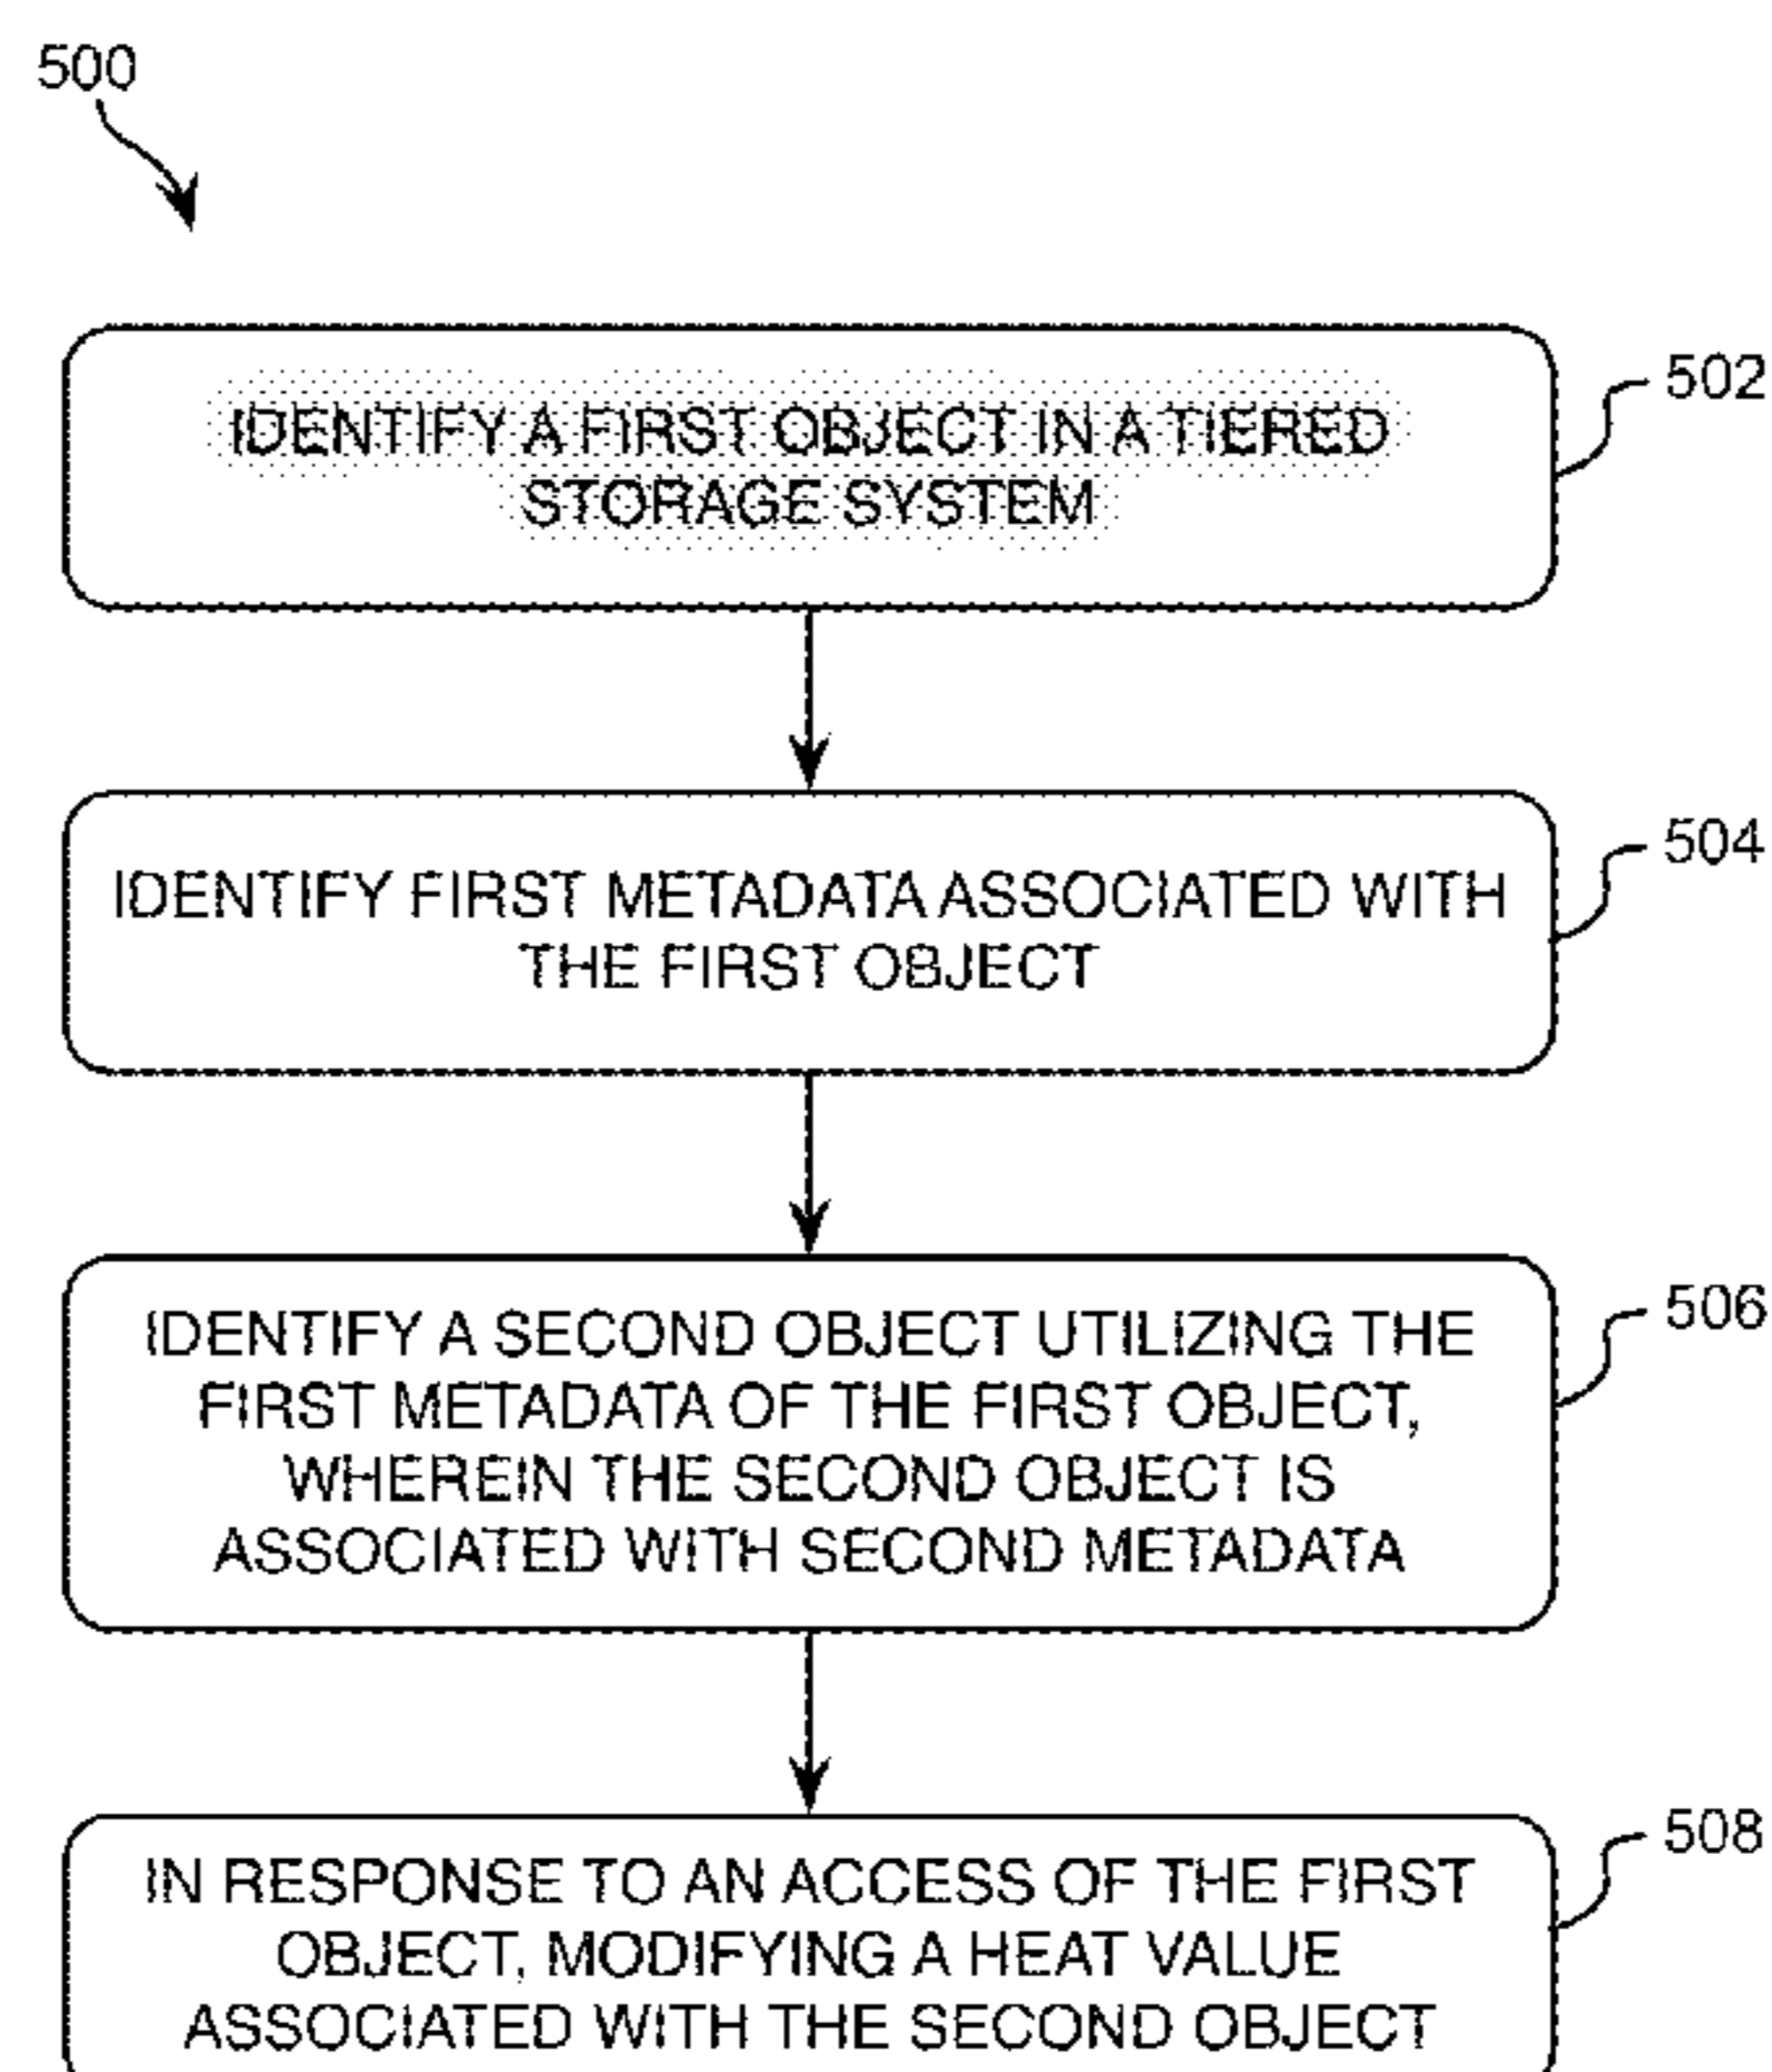 500
IDENTIFY A FIRST OBJECT IN A TIERED
STORAGE SYSTEM
502
IDENTIFY FIRST METADATA ASSOCIATED WITH
THE FIRST OBJECT
504
IDENTIFY A SECOND OBJECT UTILIZING THE
FIRST METADATA OF THE FIRST OBJECT,
WHEREIN THE SECOND OBJECT IS
ASSOCIATED WITH SECOND METADATA
506
IN RESPONSE TO AN ACCESS OF THE FIRST
OBJECT, MODIFYING A HEAT VALUE
ASSOCIATED WITH THE SECOND OBJECT
508